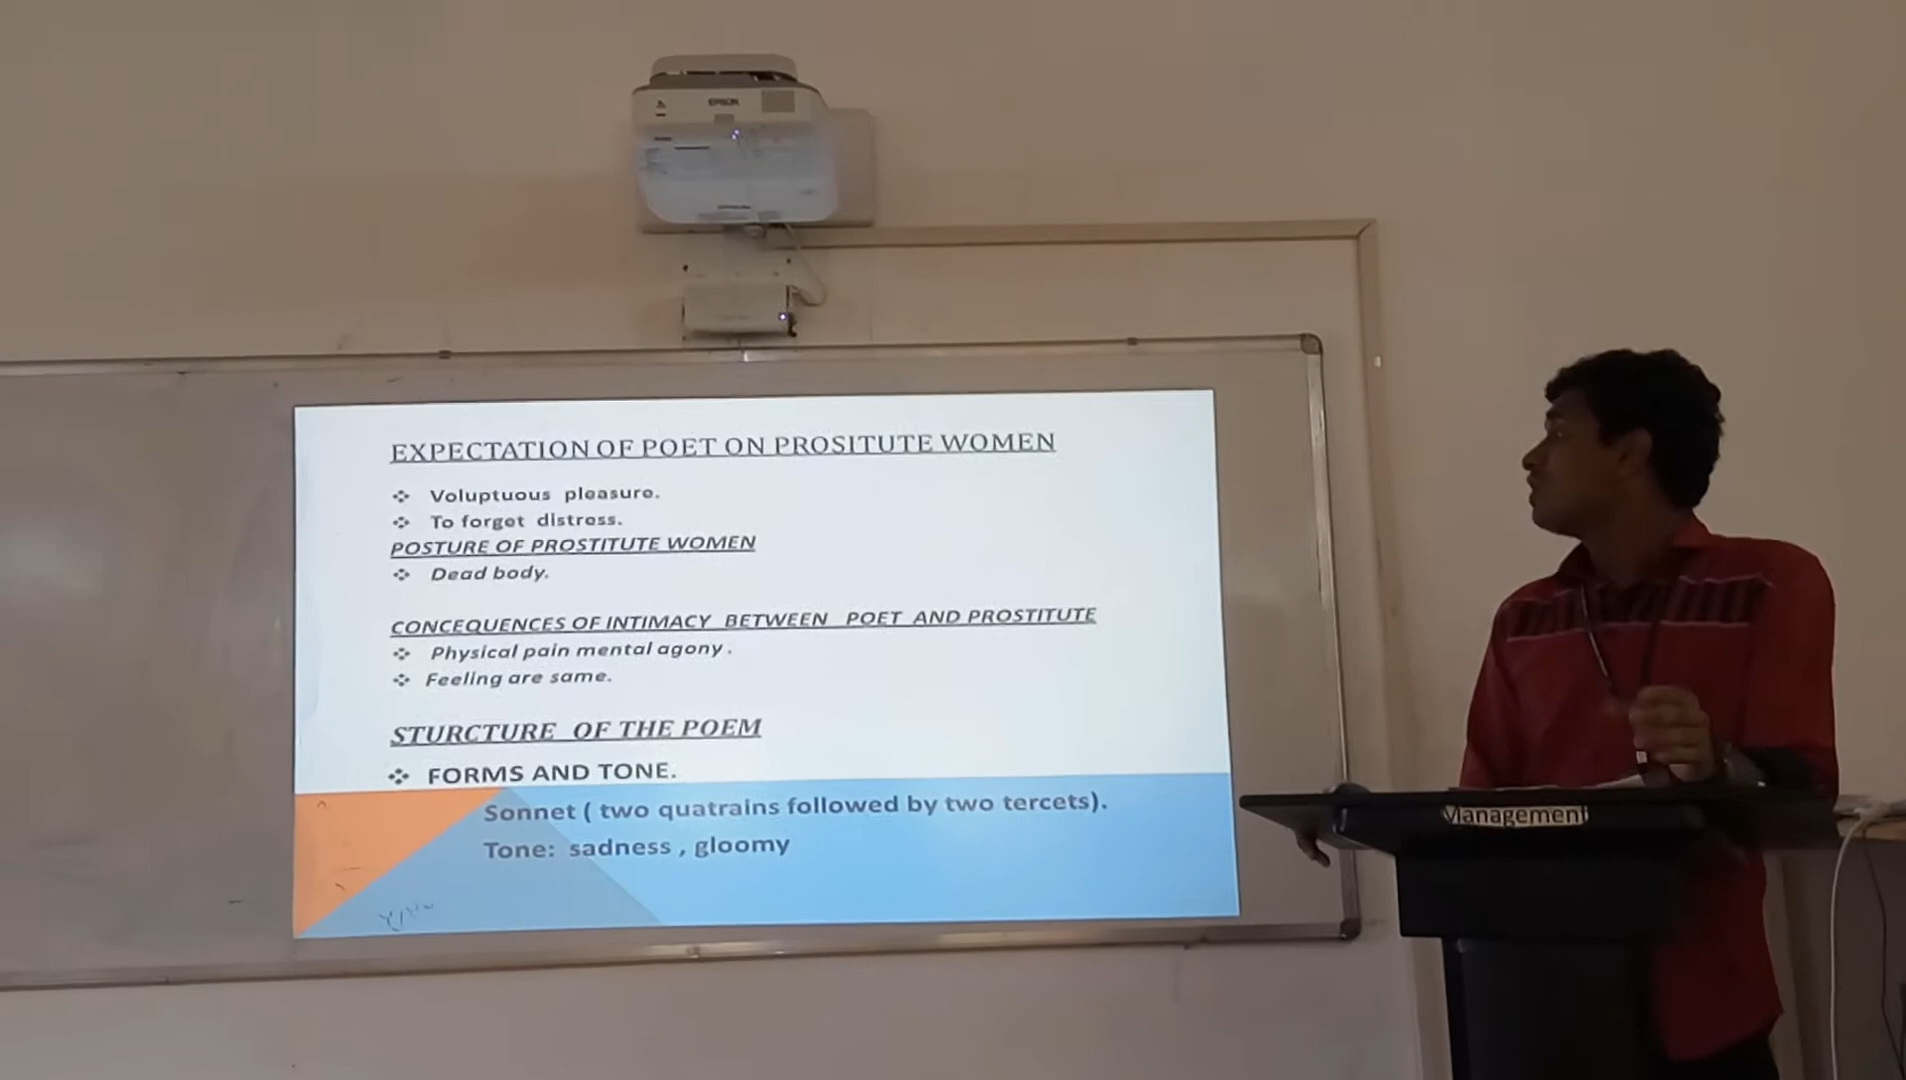 EPSON
EXPECTATION OF POET ON PROSITUTE WOMEN
Voluptuous pleasure.
To forget distress.
POSTURE OF PROSTITUTE WOMEN
Dead body.
CONCEQUENCES OF INTIMACY BETWEEN POET AND PROSTITUTE
Physical pain mental agony .
Feeling are same.
STURCTURE OF THE POEM
FORMS AND TONE.
Sonnet ( two quatrains followed by two tercets).
Tone: sadness , gloomy
Management